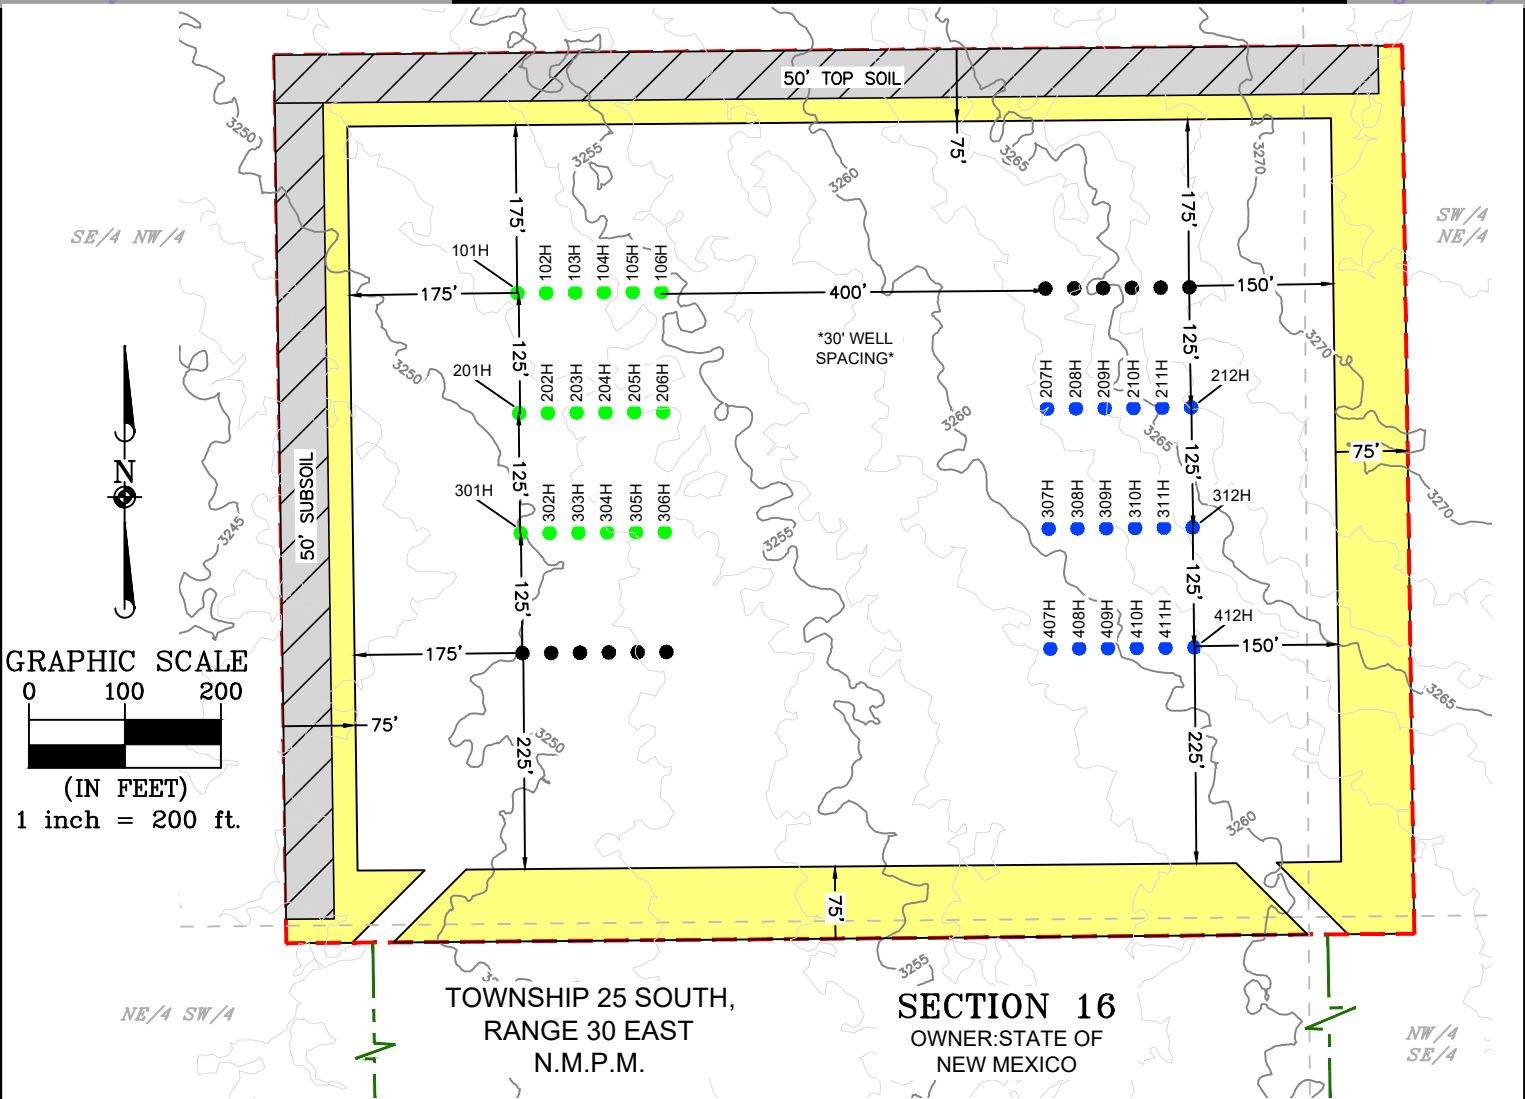 50' TOP SOIL
3250
3255
75'
3265
3260
3270
175'
175'
SE/4 NW/4
SW/4
NE/4
101H
102H
103H
104H
105H
106H
175'
400'
150'
*30' WELL
SPACING*
125'
125'
3270
3250
201H
202H
203H
204H
205H
206H
207H
208H
209H
210H
211H
212H
3260
3265
75'
N
50' SUBSOIL
125'
125'
301H
302H
303H
304H
305H
306H
307H
308H
309H
310H
311H
312H
3270
3245
3255
125'
125'
407H
408H
409H
410H
411H
412H
175'
150'
GRAPHIC SCALE
0 100 200
(IN FEET)
1 inch = 200 ft.
3265
75'
225'
3250
225'
3260
75'
3255
TOWNSHIP 25 SOUTH,
RANGE 30 EAST
N.M.P.M.
SECTION 16
OWNER:STATE OF
NEW MEXICO
NE/4 SW/4
NW/4
SE/4